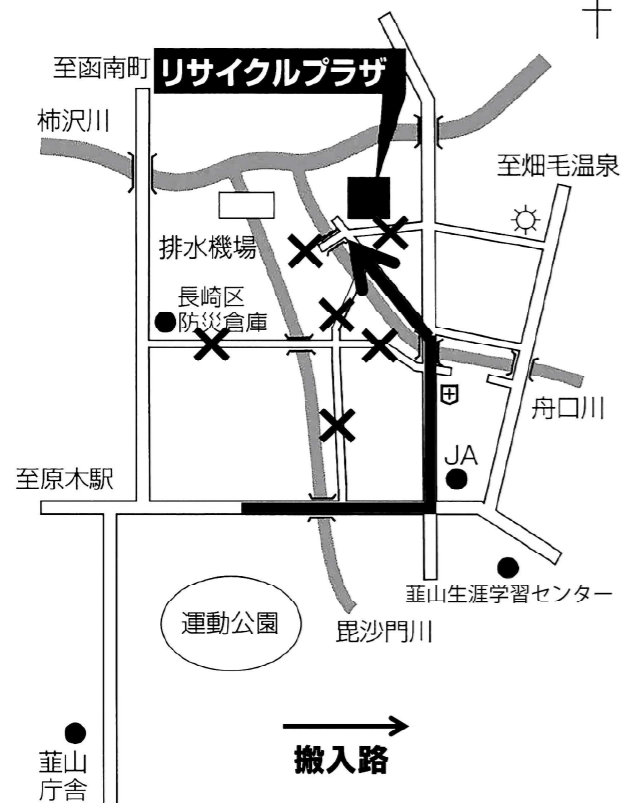 至函南町
リサイクルプラザ
柿沢川
至畑毛温泉
排水機場
長崎区
防災倉庫
舟口川
至原木駅
JA
韮山生涯学習センター
運動公園
毘沙門川
搬入路
韮山
庁舎